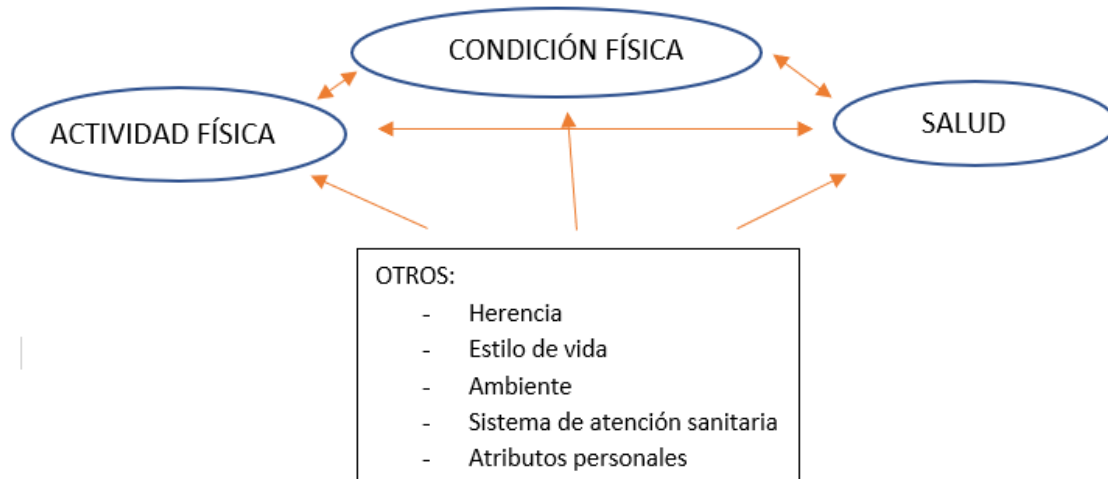 CONDICIÓN FÍSICA
ACTIVIDAD FÍSICA
SALUD
OTROS:
- Herencia
- Estilo de vida
- Ambiente
- Sistema de atención sanitaria
- Atributos personales